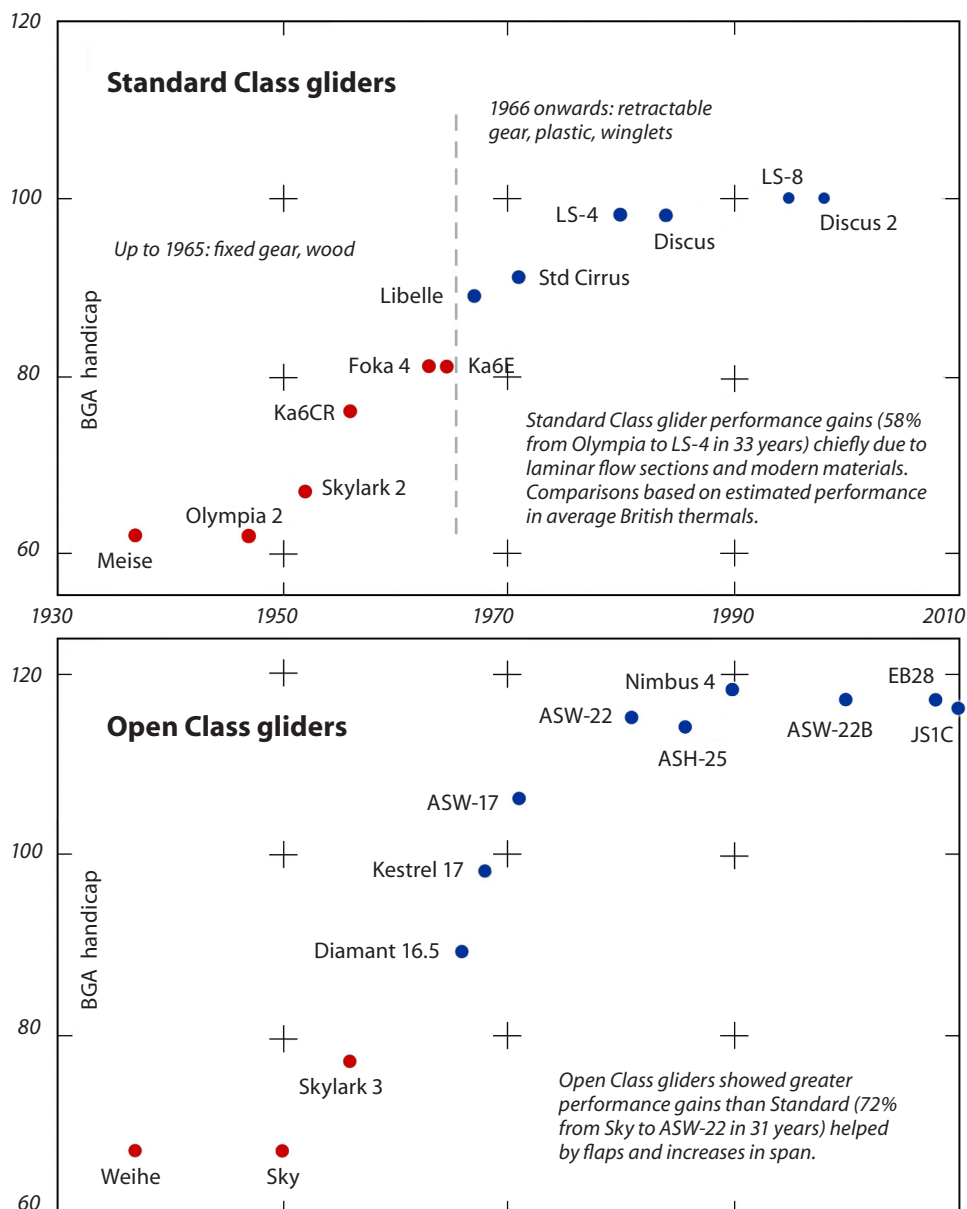 120
Standard Class gliders
1966 onwards: retractable
gear, plastic, winglets
LS-8
100
LS-4
Discus 2
Discus
Up to 1965: fixed gear, wood
Std Cirrus
Libelle
BGA handicap
Foka 4
Ka6E
80
Ka6CR
Standard Class glider performance gains (58%
from Olympia to LS-4 in 33 years) chiefly due to
laminar flow sections and modern materials.
Comparisons based on estimated performance
in average British thermals.
Skylark 2
Olympia 2
Meise
60
1930
1950
1970
1990
2010
120
EB28
Nimbus 4
ASW-22
Open Class gliders
ASW-22B
JS1C
ASH-25
ASW-17
100
Kestrel 17
BGA handicap
Diamant 16.5
80
Skylark 3
Open Class gliders showed greater
performance gains than Standard (72%
from Sky to ASW-22 in 31 years) helped
by flaps and increases in span.
Weihe
Sky
60